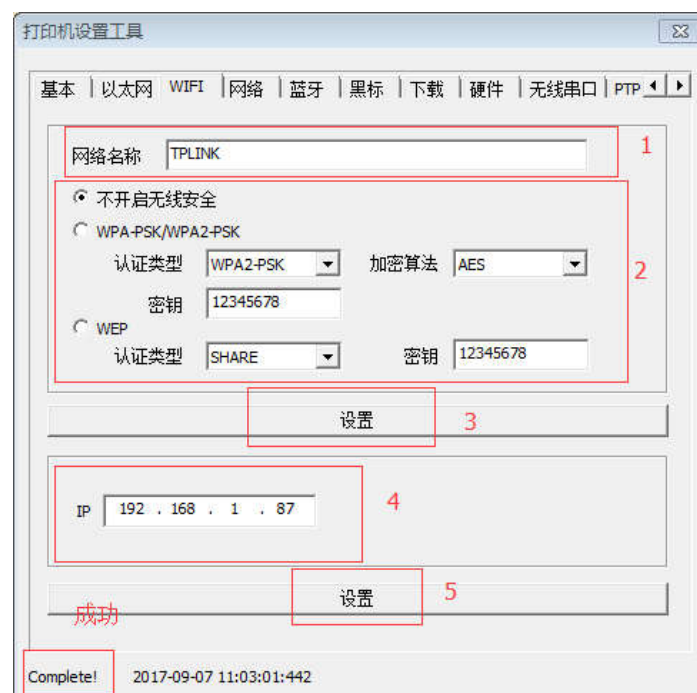 打印机设置工具
基本 以太网 WIFI 网络 蓝牙 黑标 下载 硬件 无线串口 PTP
网络名称 TPLINK 1
不开启无线安全
WPA-PSK/WPA2-PSK
认证类型 WPA2-PSK 加密算法 AES 2
密钥 12345678
WEP
认证类型 SHARE 密钥 12345678
设置 3
IP 192 . 168 . 1 . 87 4
设置 5
成功
Complete! 2017-09-07 11:03:01:442